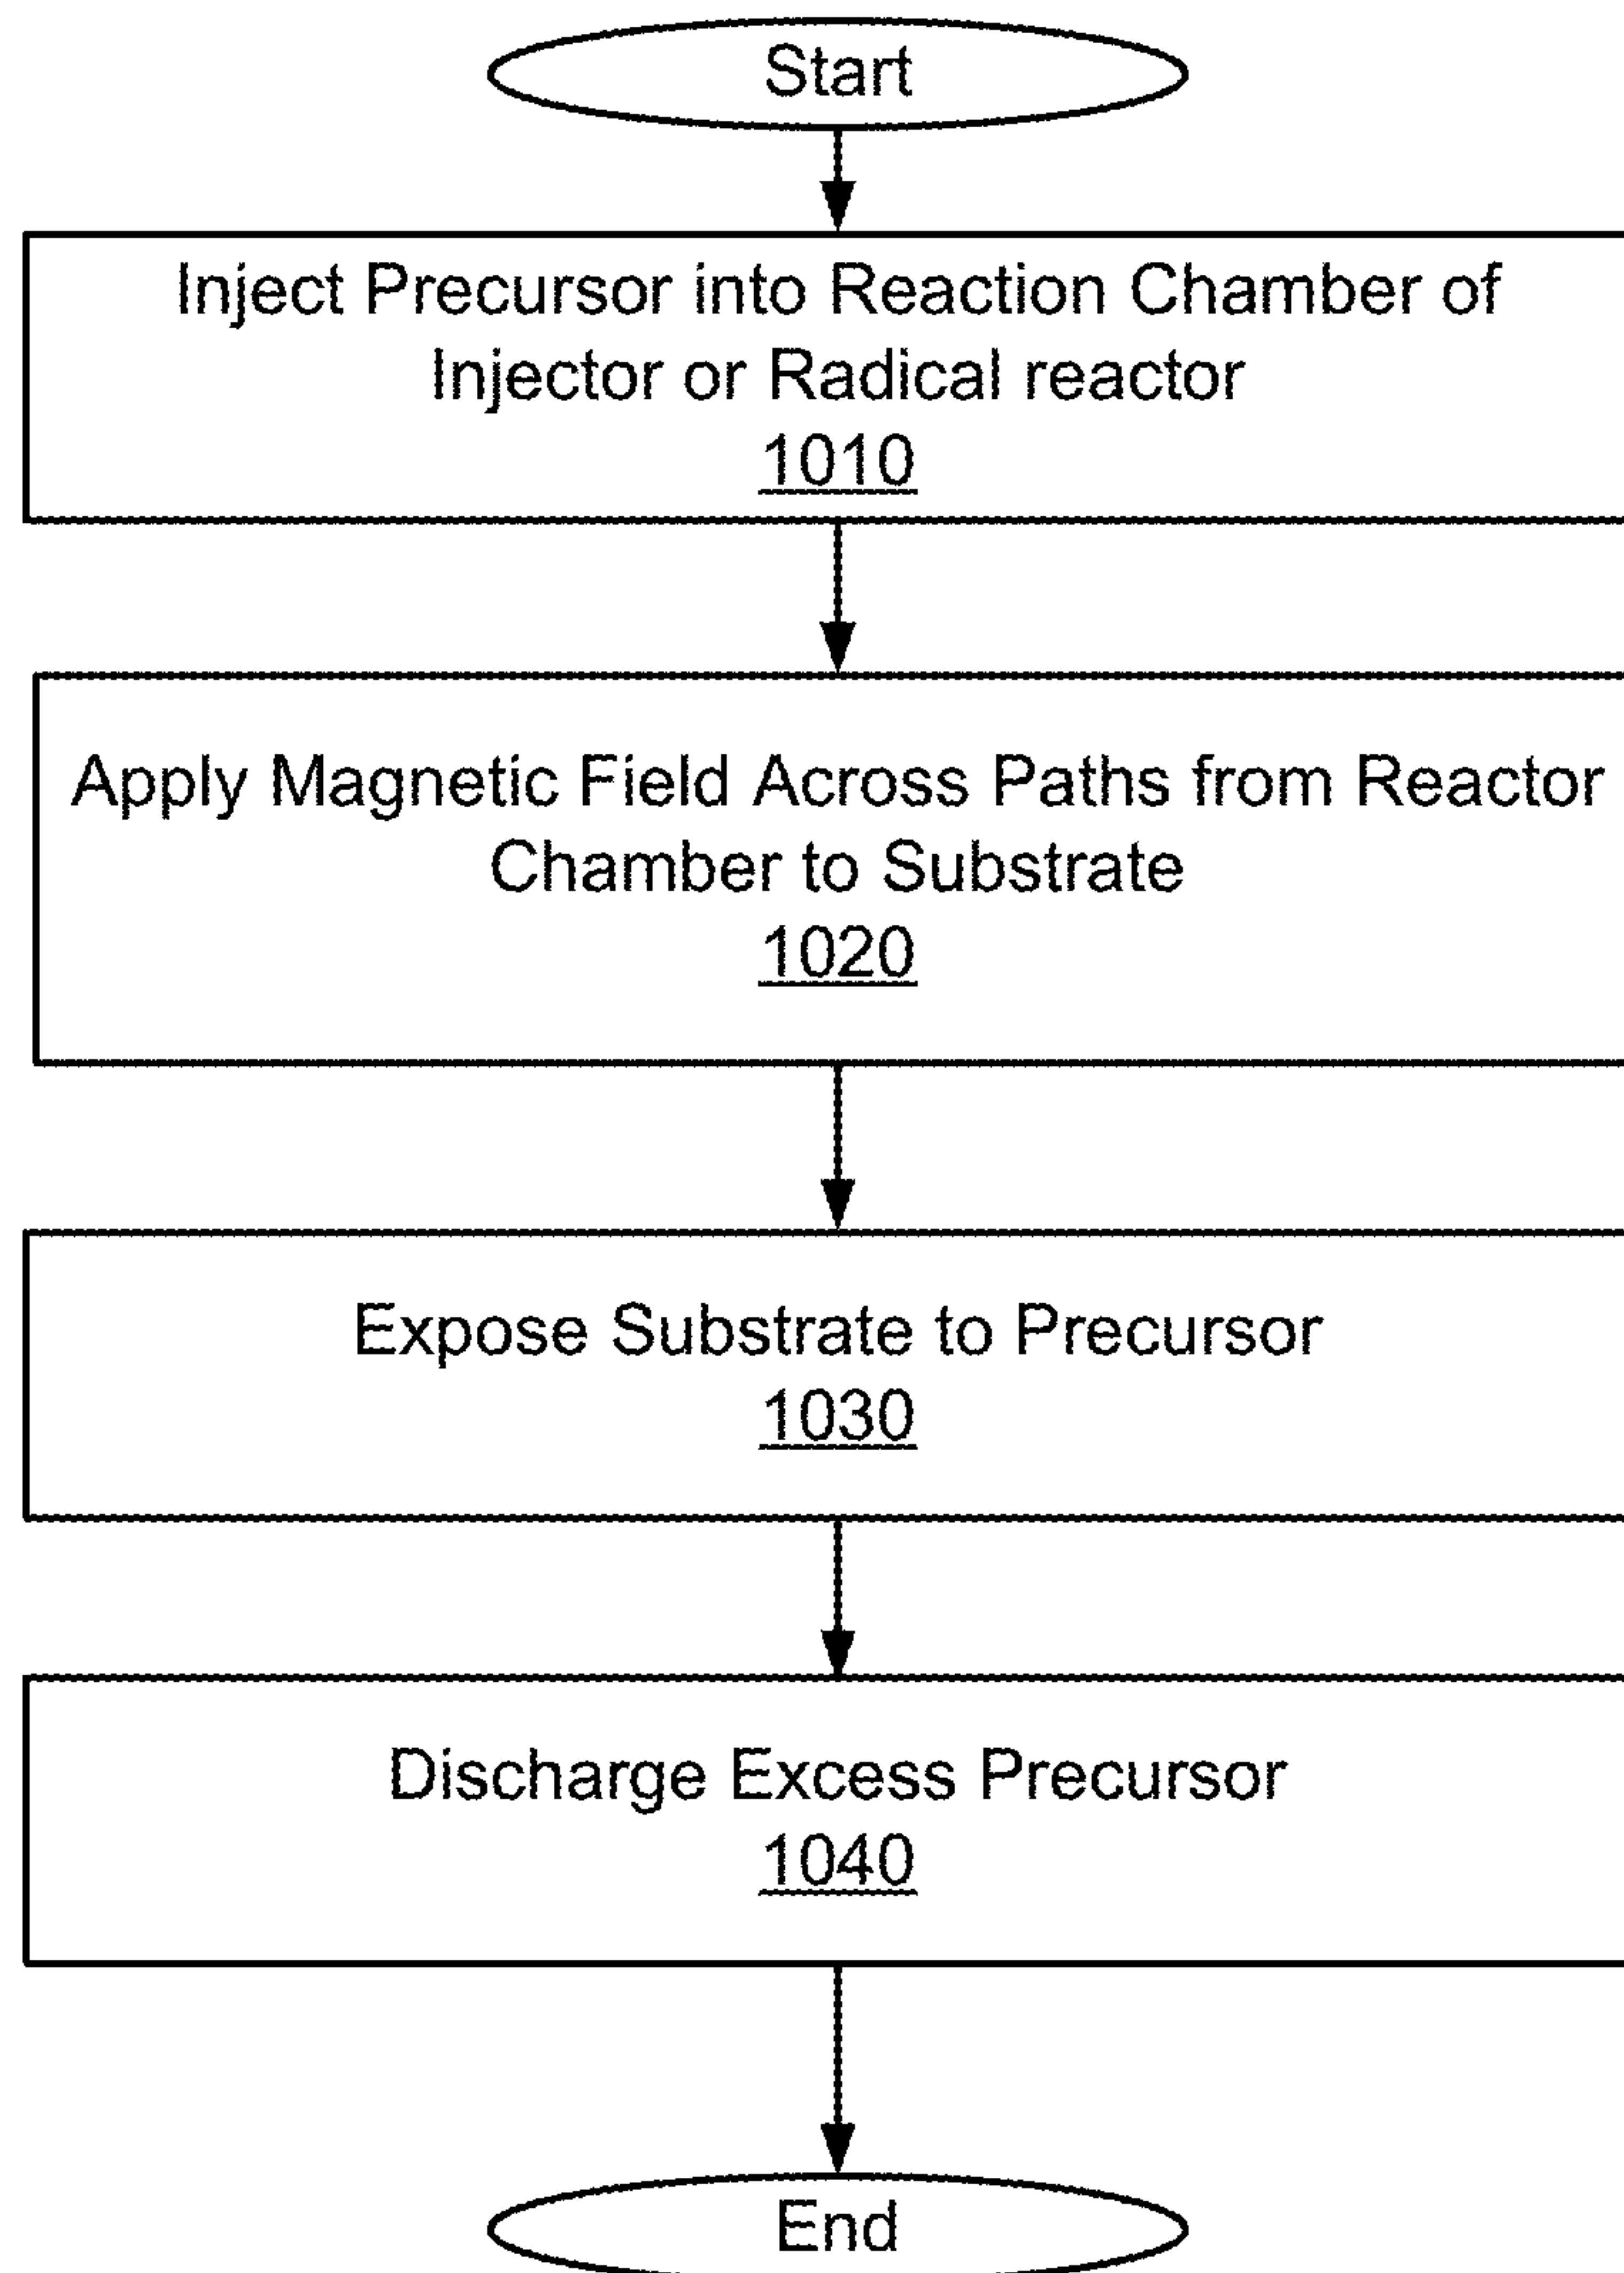 Start
Inject Precursor into Reaction Chamber of
Injector or Radical reactor
1010
Apply Magnetic Field Across Paths from Reactor
Chamber to Substrate
1020
Expose Substrate to Precursor
1030
Discharge Excess Precursor
1040
End